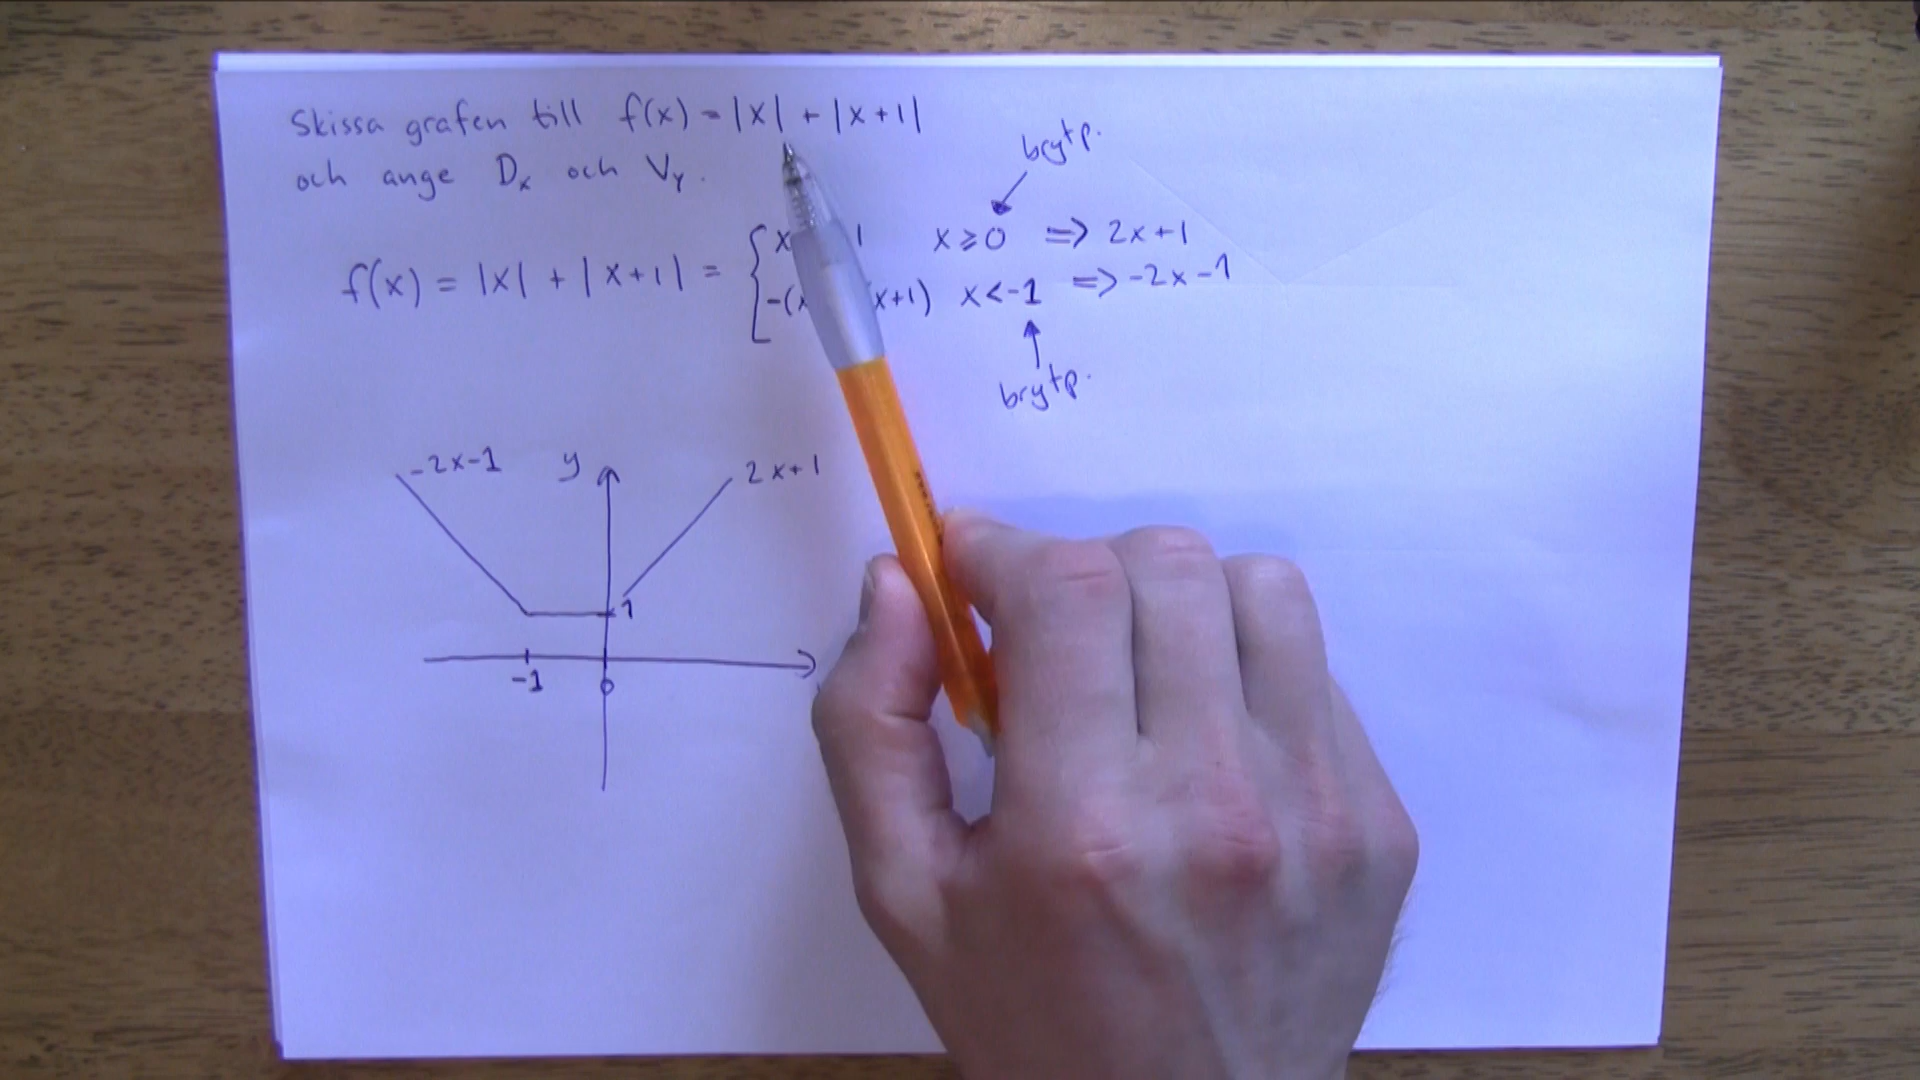 Skissa grafen till f(x) = |x| + |x+1|
och ange Dx och Vy.
brytp.
x 1 x ≥ 0 => 2x+1
f(x) = |x| + |x+1| =
-(x x+1) x < -1 => -2x-1
brytp.
-2x-1 y 2x+1
1
-1 0